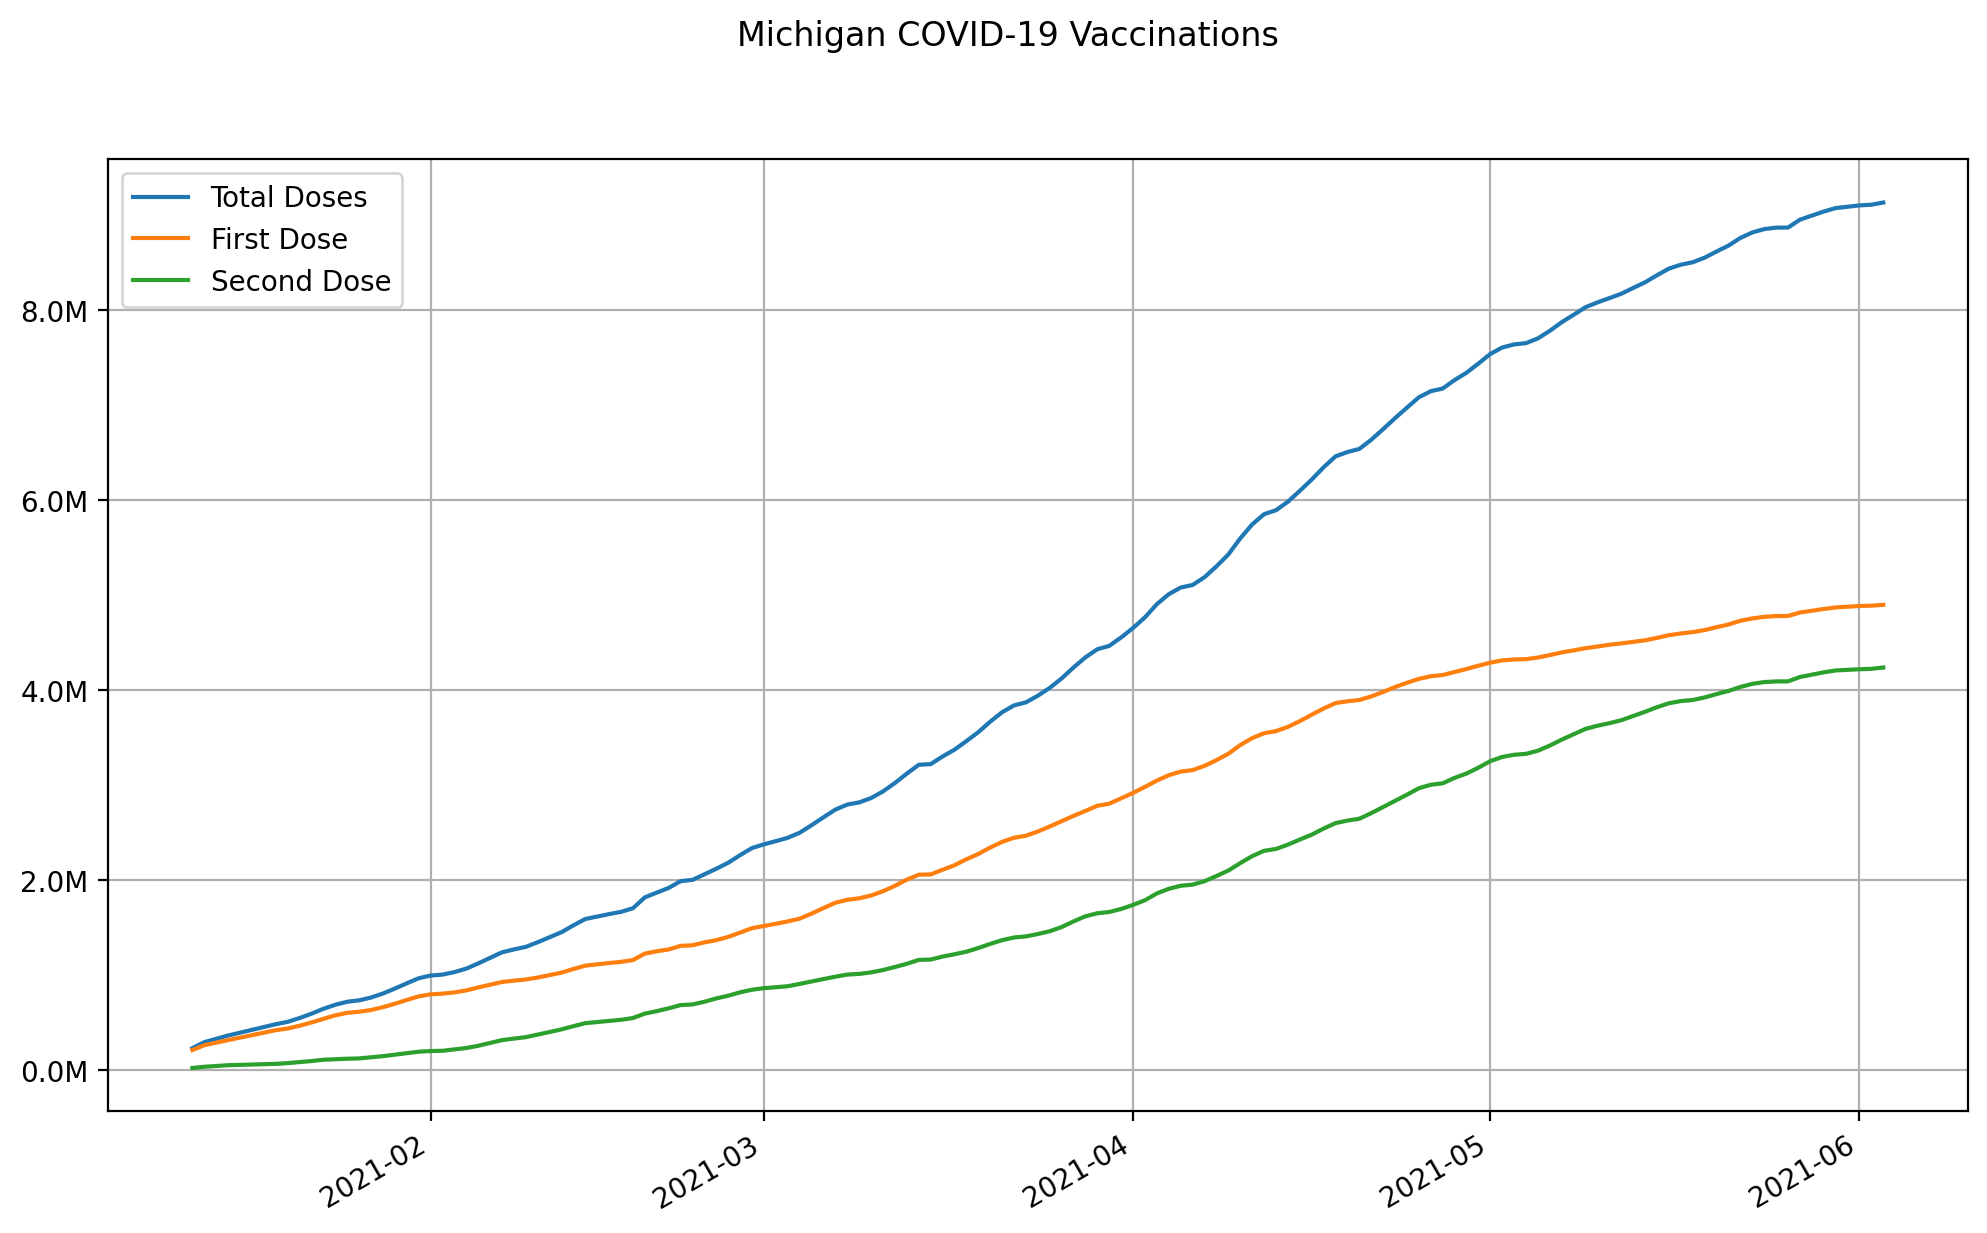 Michigan COVID-19 Vaccinations
Total Doses
First Dose
Second Dose
8.0M
6.0M
4.0M
2.0M
0.0M
2021-02
2021-03
2021-04
2021-05
2021-06